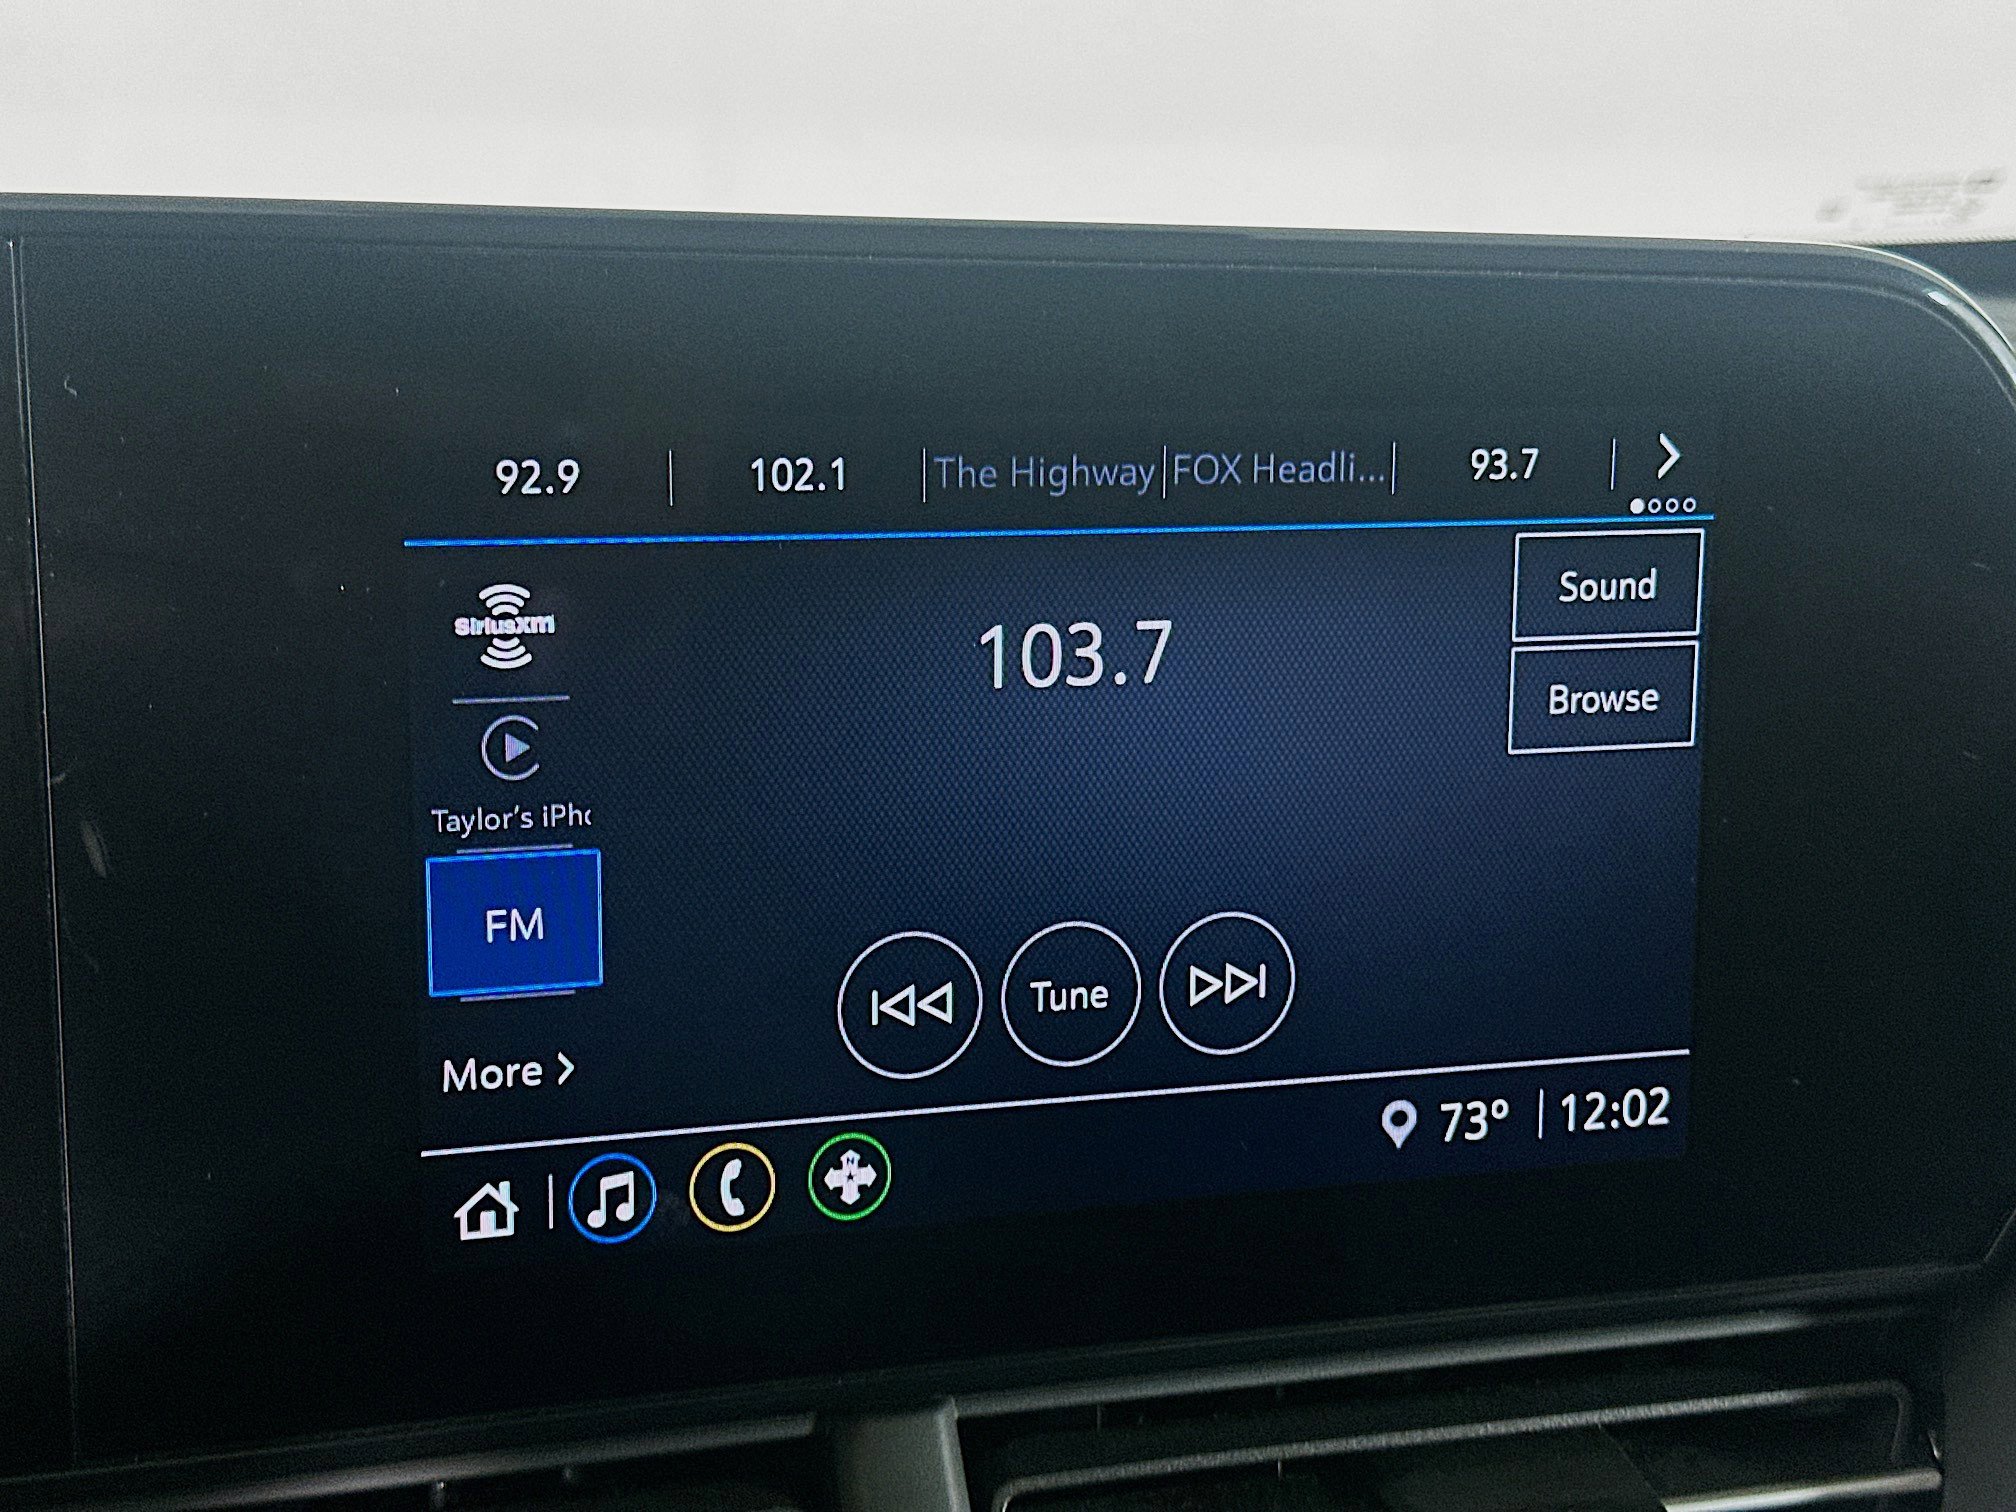 92.9 102.1 The Highway FOX Headli... 93.7
SiriusXM
103.7
Sound
Browse
Taylor's iPh
FM
Tune
More
73° 12:02
N